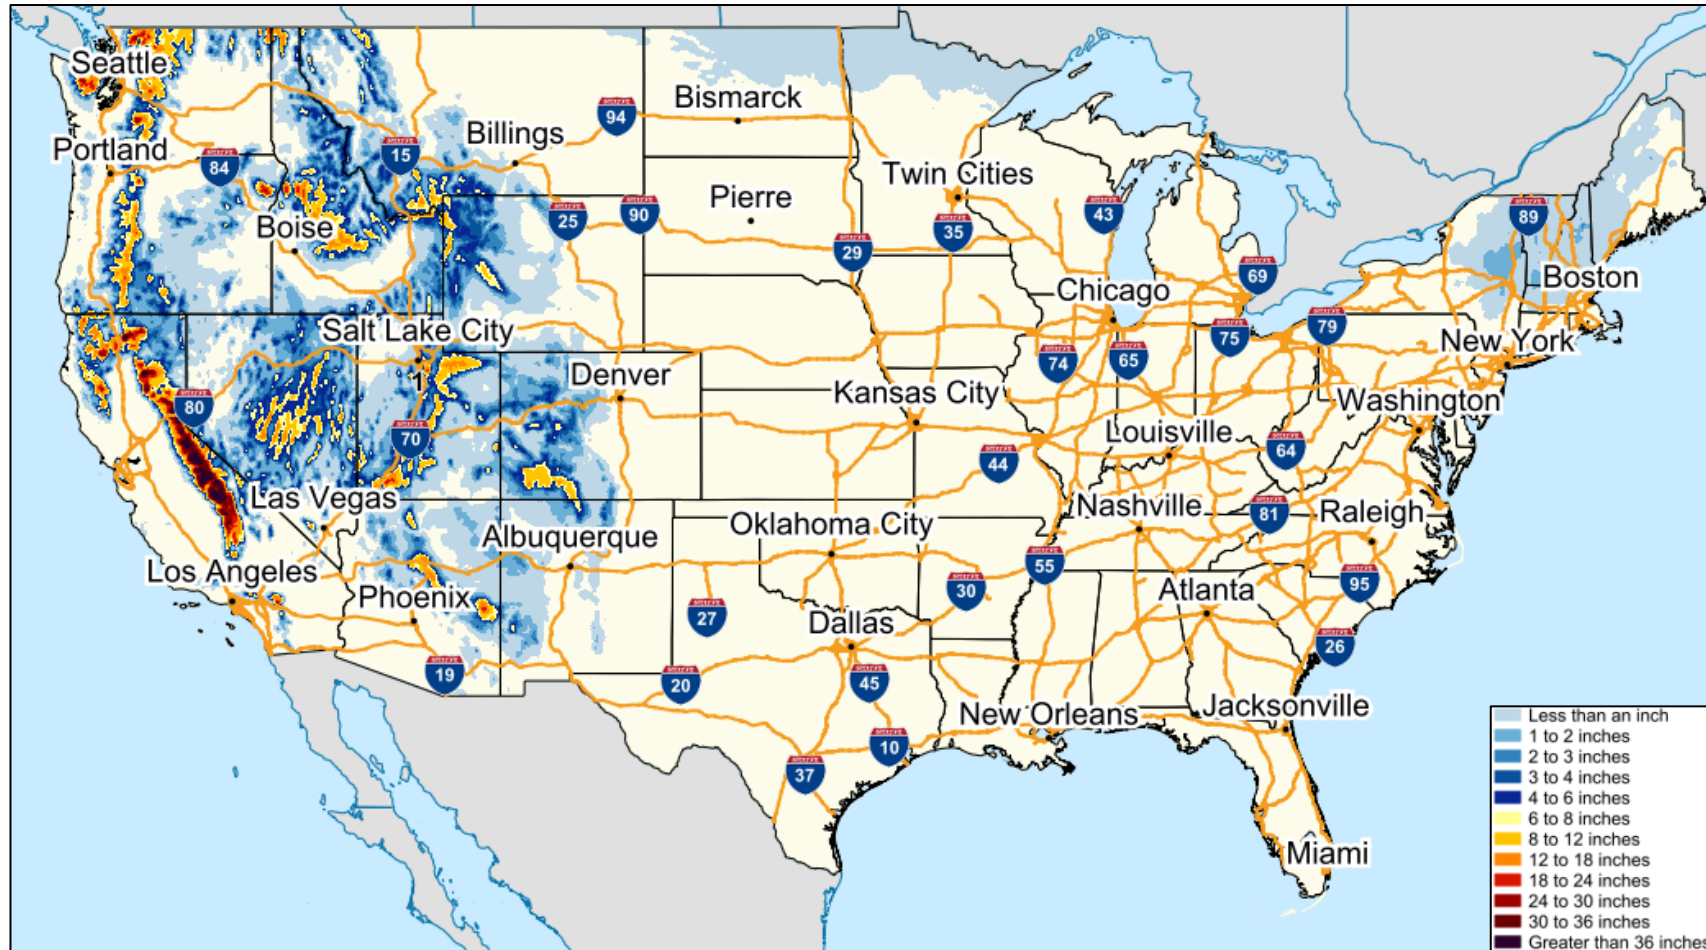 Seattle
Bismarck
94
Billings
Portland
15
84
Twin Cities
Pierre
25
90
43
Boise
35
89
29
69
Boston
Chicago
Salt Lake City
79
75
New York
74
65
Denver
1
Kansas City
80
Washington
70
Louisville
64
44
Las Vegas
Nashville
81
Raleigh
Oklahoma City
Albuquerque
55
Los Angeles
95
30
Phoenix
Atlanta
27
Dallas
26
19
20
45
New Orleans
Jacksonville
10
37
Miami
Less than an inch
1 to 2 inches
2 to 3 inches
3 to 4 inches
4 to 6 inches
6 to 8 inches
8 to 12 inches
12 to 18 inches
18 to 24 inches
24 to 30 inches
30 to 36 inches
Greater than 36 inches